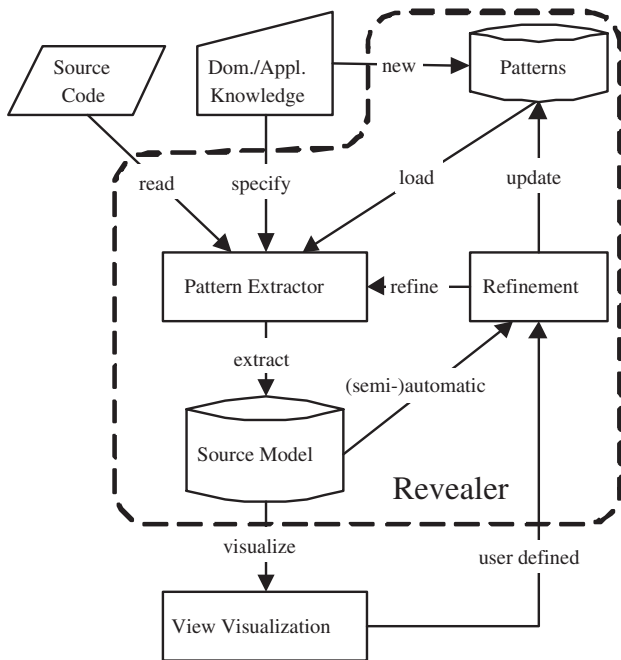 Source
Code
Dom./Appl.
Knowledge
new
Patterns
read
specify
load
update
Pattern Extractor
refine
Refinement
extract
(semi-)automatic
Source Model
Revealer
visualize
user defined
View Visualization